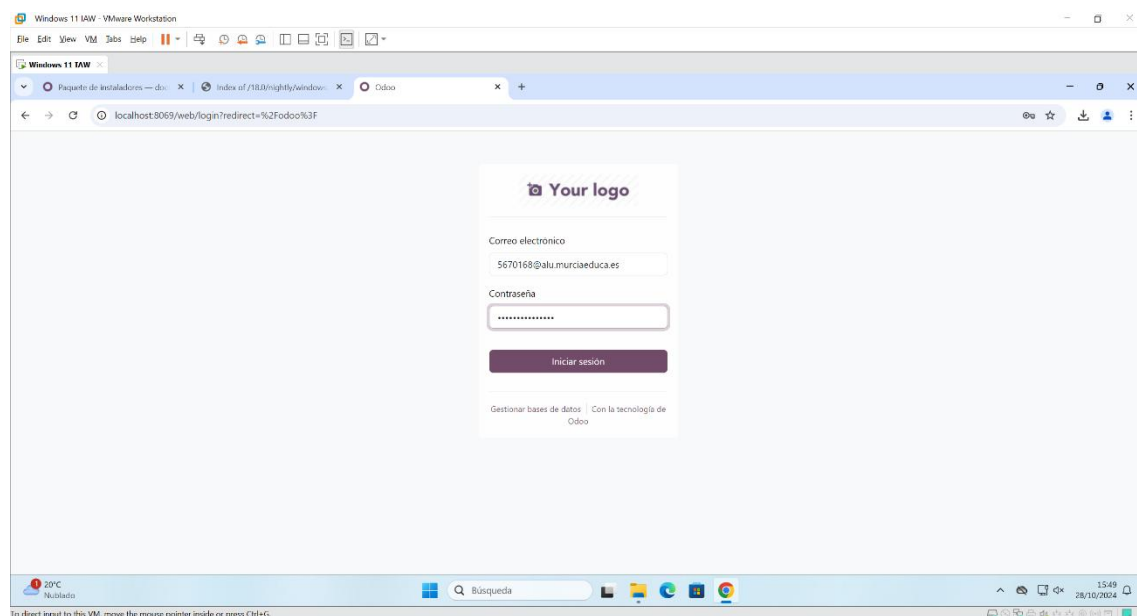 Windows 11 IAW - VMware Workstation
File Edit View VM Tabs Help
Windows 11 IAW
Paquete de instaladores — do Index of /18.0/nightly/window Odoo
localhost:8069/web/login?redirect=%2Fodoo%3F
Your logo
Correo electrónico
5670168@alu.murciaeduca.es
Contraseña
•••••••••••••••
Iniciar sesión
Gestionar bases de datos | Con la tecnología de
Odoo
1
20°C
Nublado
Búsqueda
15:49
28/10/2024
To direct input to this VM, move the mouse pointer inside or press Ctrl+G.